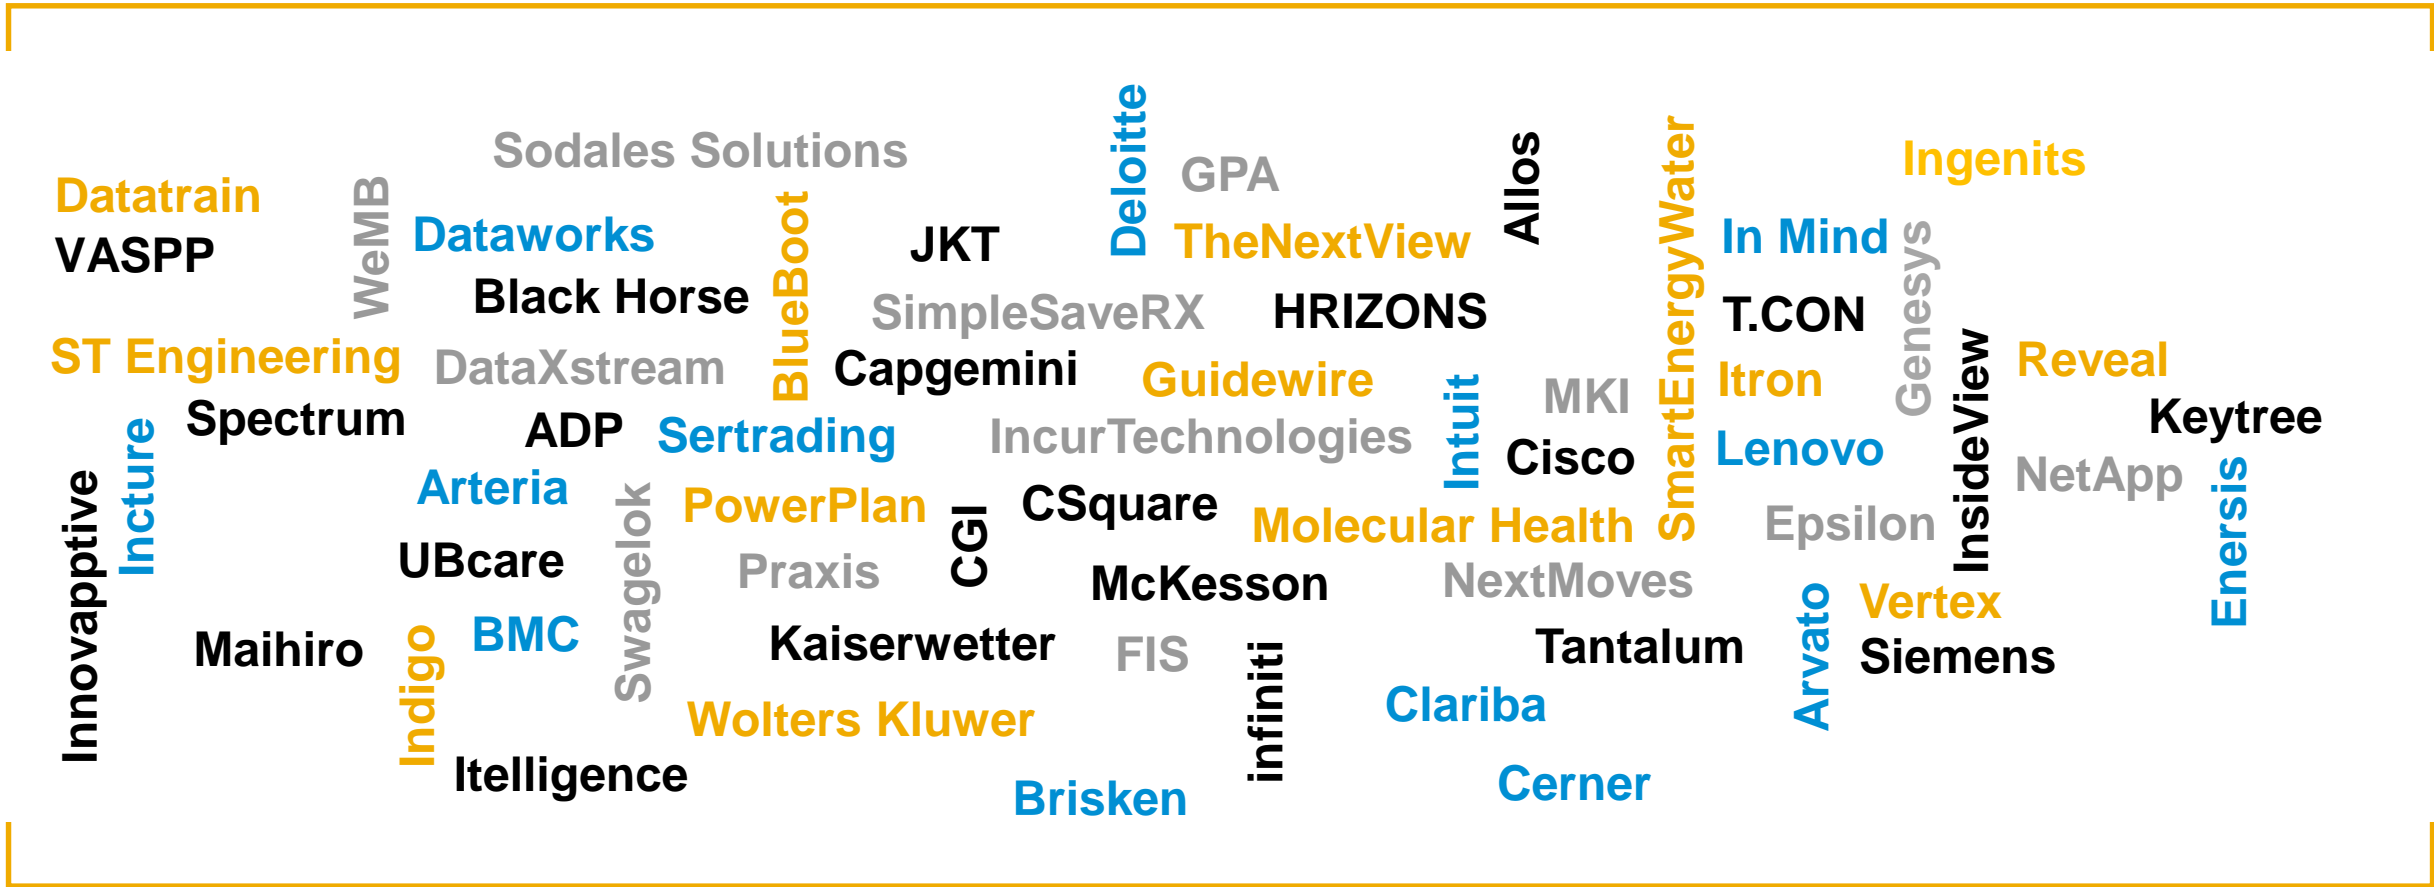 Sodales Solutions
Deloitte
GPA
Allos
SmartEnergyWater
Ingenits
Datatrain
WeMB
Dataworks
BlueBoot
JKT
TheNextView
In Mind
Genesys
VASPP
Black Horse
SimpleSaveRX
HRIZONS
T.CON
ST Engineering
DataXstream
Capgemini
Guidewire
Intuit
MKI
Itron
InsideView
Reveal
Incture
Spectrum
ADP
Sertrading
IncurTechnologies
Cisco
Lenovo
Keytree
Innovapptive
Arteria
Swagelok
PowerPlan
CGI
CSquare
Molecular Health
Epsilon
NetApp
Enersis
UBcare
Praxis
McKesson
NextMoves
Arvato
Vertex
Maihiro
Indigo
BMC
Kaiserwetter
FIS
infiniti
Tantalum
Siemens
Wolters Kluwer
Clariba
Itelligence
Brisken
Cerner